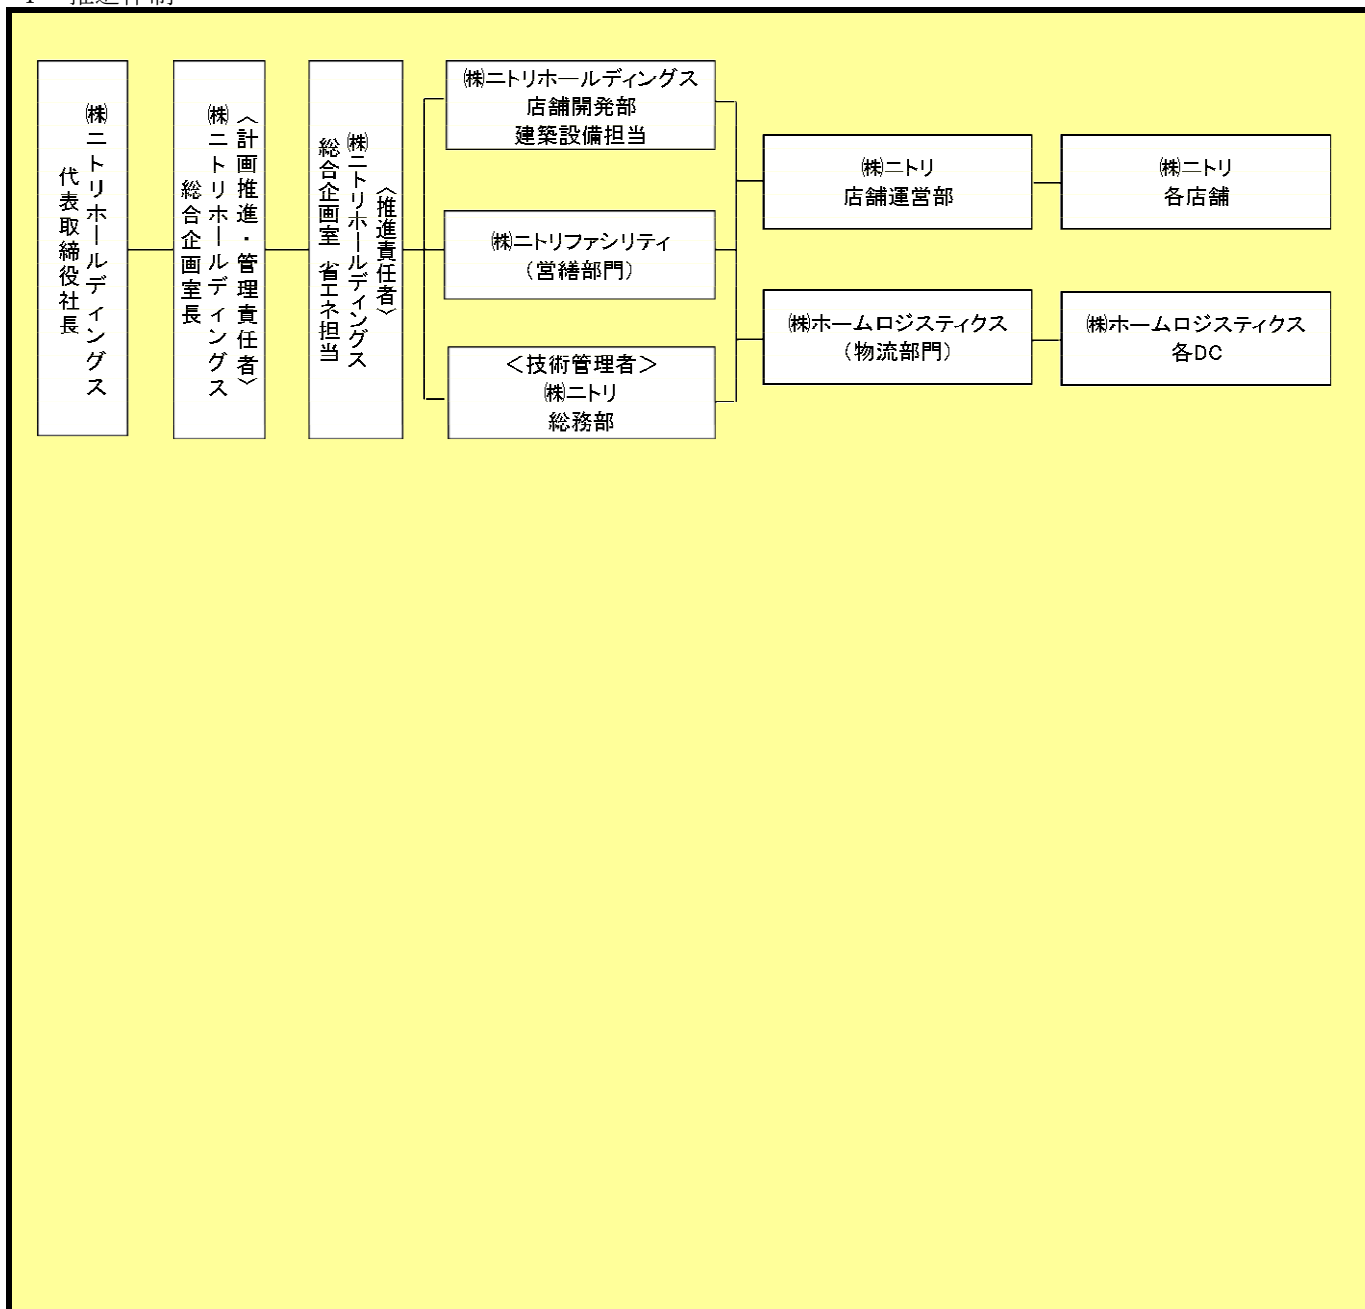 ㈱ニトリホールディングス
代表取締役社長
〈計画推進・管理責任者〉
㈱ニトリホールディングス
総合企画室長
〈推進責任者〉
㈱ニトリホールディングス
総合企画室 省エネ担当
㈱ニトリホールディングス
店舗開発部
建築設備担当
㈱ニトリファシリティ
（営繕部門）
＜技術管理者＞
㈱ニトリ
総務部
㈱ニトリ
店舗運営部
㈱ニトリ
各店舗
㈱ホームロジスティクス
（物流部門）
㈱ホームロジスティクス
各DC